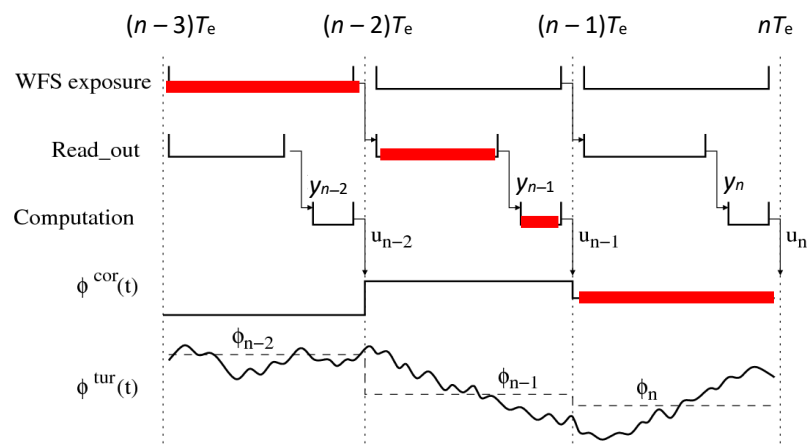 (n−3)Te (n−2)Te (n−1)Te nTe
WFS exposure
Read_out
yn−2 yn−1 yn
Computation
un−2 un−1 un
ϕ cor(t)
ϕn−2 ϕn−1 ϕn
ϕ tur(t)